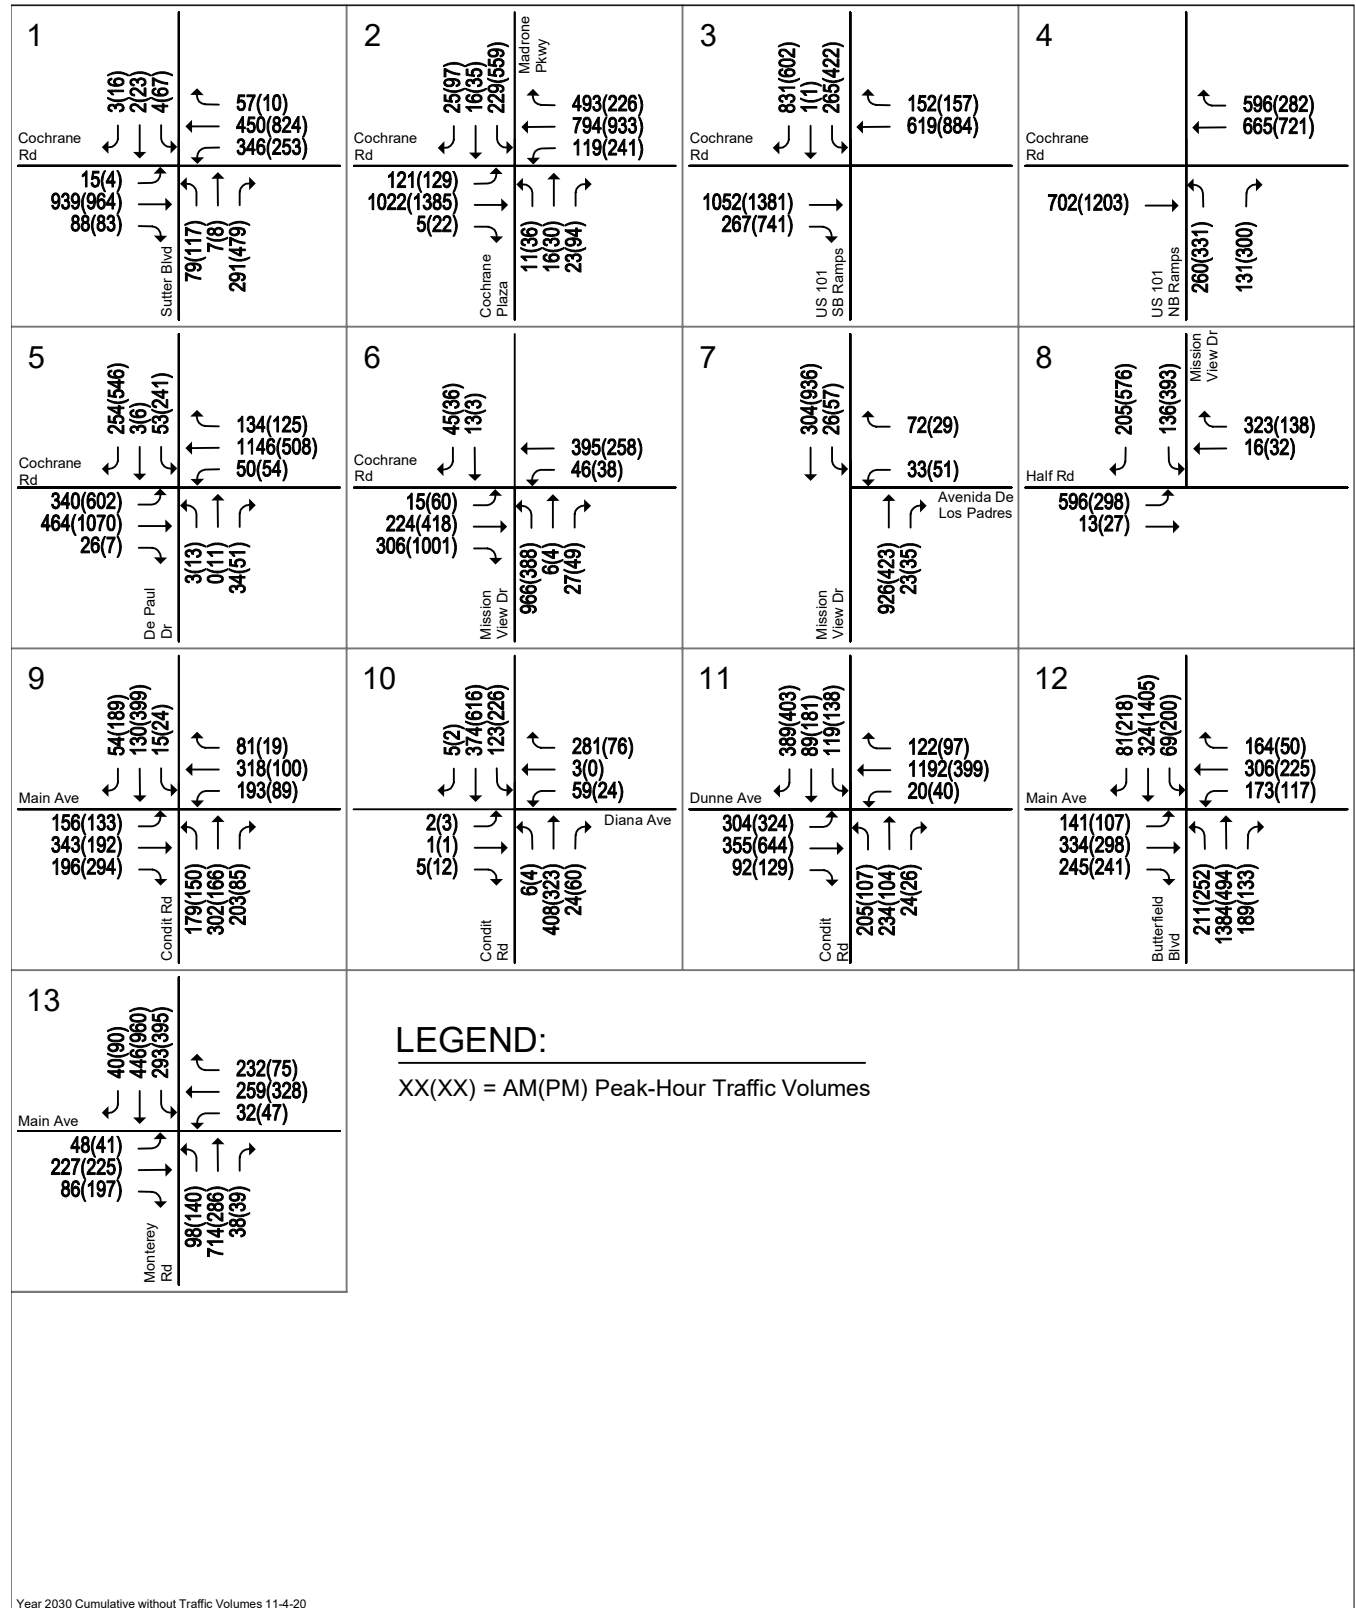 1
3(16)
2(23)
4(67)
57(10)
450(824)
346(253)
Cochrane
Rd
15(4)
939(964)
88(83)
Sutter Blvd
79(117)
7(8)
291(479)
2
25(97)
16(35)
229(559)
Madrone
Pkwy
493(226)
794(933)
119(241)
Cochrane
Rd
121(129)
1022(1385)
5(22)
Cochrane
Plaza
11(36)
16(30)
23(94)
3
831(602)
1(1)
265(422)
152(157)
619(884)
Cochrane
Rd
1052(1381)
267(741)
US 101
SB Ramps
4
596(282)
665(721)
Cochrane
Rd
702(1203)
US 101
NB Ramps
260(331)
131(300)
5
254(546)
3(6)
53(241)
134(125)
1146(508)
50(54)
Cochrane
Rd
340(602)
464(1070)
26(7)
De Paul
Dr
3(13)
0(11)
34(51)
6
45(36)
13(3)
395(258)
46(38)
Cochrane
Rd
15(60)
224(418)
306(1001)
Mission
View Dr
966(388)
6(4)
27(49)
7
304(936)
26(57)
72(29)
33(51)
Avenida De
Los Padres
Mission
View Dr
926(423)
23(35)
8
205(576)
136(393)
Mission
View Dr
323(138)
16(32)
Half Rd
596(298)
13(27)
9
54(189)
130(399)
15(24)
81(19)
318(100)
193(89)
Main Ave
156(133)
343(192)
196(294)
Condit Rd
179(150)
302(166)
203(85)
10
5(2)
374(616)
123(226)
281(76)
3(0)
59(24)
Diana Ave
2(3)
1(1)
5(12)
Condit
Rd
6(4)
408(323)
24(60)
11
389(403)
89(181)
119(138)
122(97)
1192(399)
20(40)
Dunne Ave
304(324)
355(644)
92(129)
Condit
Rd
205(107)
234(104)
24(26)
12
81(218)
324(1405)
69(200)
164(50)
306(225)
173(117)
Main Ave
141(107)
334(298)
245(241)
Butterfield
Blvd
211(252)
1384(494)
189(133)
13
40(90)
446(960)
293(395)
232(75)
259(328)
32(47)
Main Ave
48(41)
227(225)
86(197)
Monterey
Rd
98(140)
714(286)
38(39)
LEGEND:
XX(XX) = AM(PM) Peak-Hour Traffic Volumes
Year 2030 Cumulative without Traffic Volumes 11-4-20